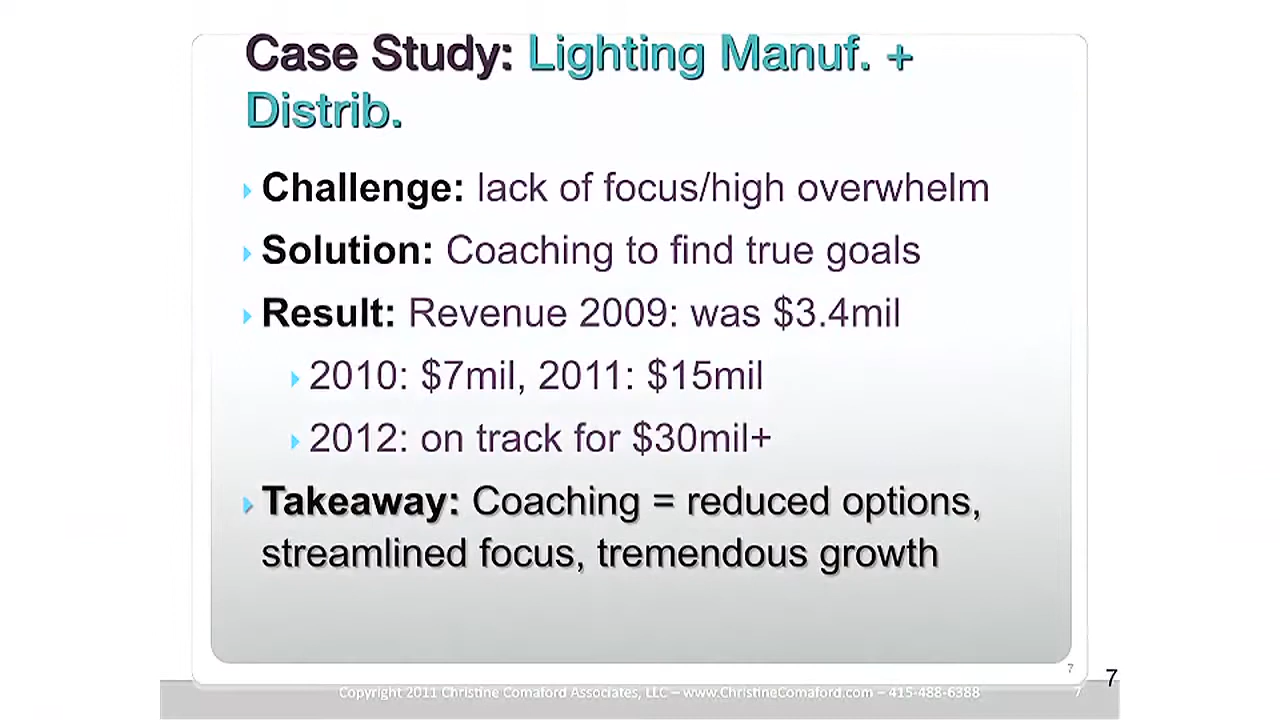 Case Study: Lighting Manuf. +
Distrib.
Challenge: lack of focus/high overwhelm
Solution: Coaching to find true goals
Result: Revenue 2009: was $3.4mil
2010: $7mil, 2011: $15mil
2012: on track for $30mil+
Takeaway: Coaching = reduced options,
streamlined focus, tremendous growth
7
7
Copyright 2011 Christine Comaford Associates, LLC – www.ChristineComaford.com – 415-488-6388
7